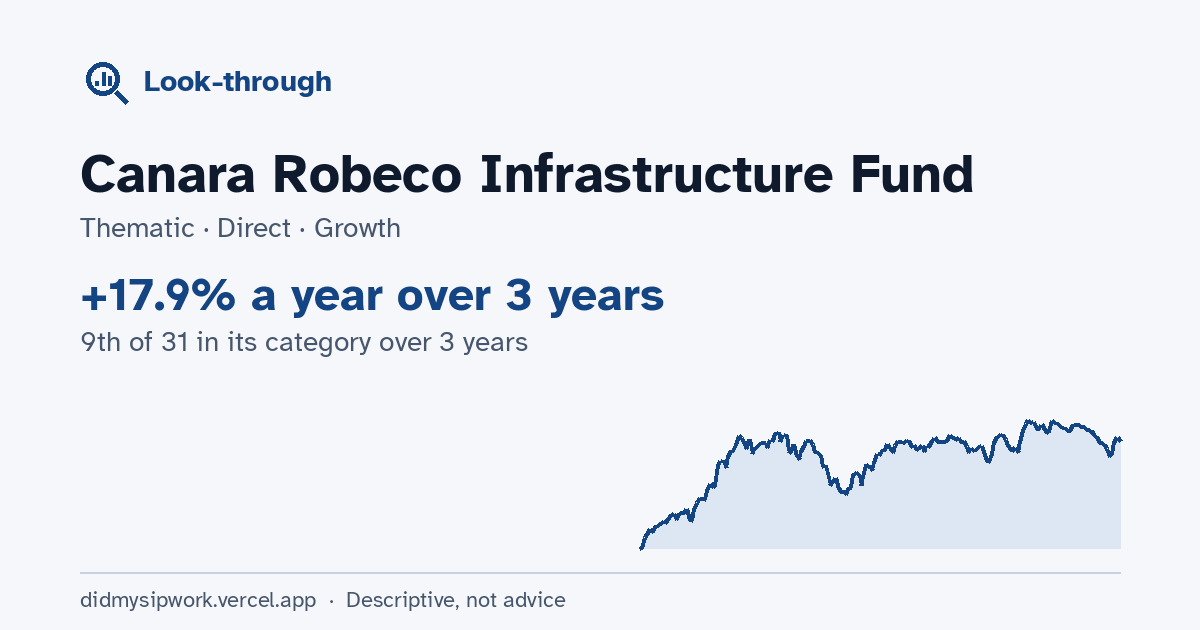 Look-through
Canara Robeco Infrastructure Fund
Thematic · Direct · Growth
+17.9% a year over 3 years
9th of 31 in its category over 3 years
didmysipwork.vercel.app · Descriptive, not advice